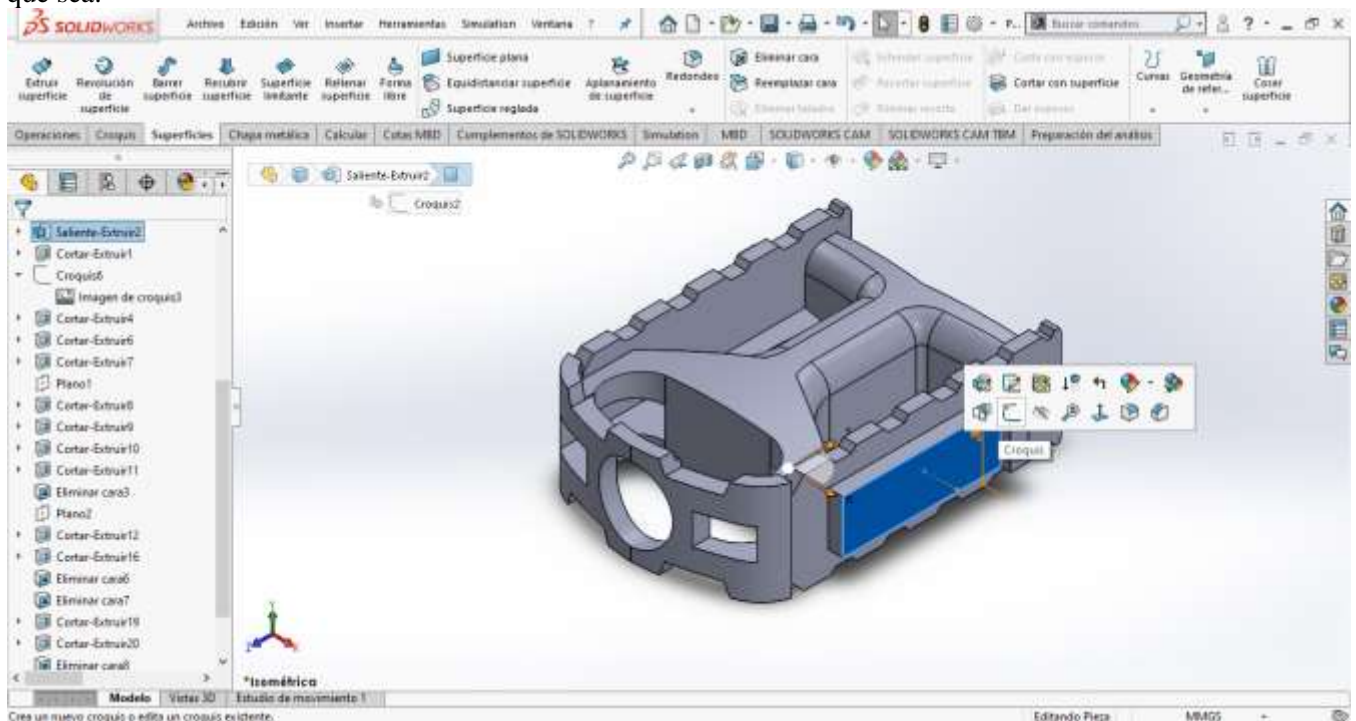 que sea.
SOLIDWORKS Archivo Edición Ver Insertar Herramientas Simulation Ventana ? P... Buscar comandos ?
Extruir superficie
Revolución de superficie
Barrer superficie
Recubrir superficie
Superficie limitante
Rellenar superficie
Forma libre
Superficie plana
Equidistanciar superficie
Superficie reglada
Aplanamiento de superficie
Redondeo
Eliminar cara
Reemplazar cara
Cortar con superficie
Curvas
Geometría de refer...
Coser superficie
Operaciones Croquis Superficies Chapa metálica Calcular Cotas MBD Complementos de SOLIDWORKS Simulation MBD SOLIDWORKS CAM SOLIDWORKS CAM TBM Preparación del análisis
Saliente-Extruir2
Croquis2
Saliente-Extruir2
Cortar-Extruir1
Croquis6
Imagen de croquis3
Cortar-Extruir4
Cortar-Extruir6
Cortar-Extruir7
Plano1
Cortar-Extruir8
Cortar-Extruir9
Cortar-Extruir10
Cortar-Extruir11
Eliminar cara3
Plano2
Cortar-Extruir12
Cortar-Extruir16
Eliminar cara6
Eliminar cara7
Cortar-Extruir19
Cortar-Extruir20
Eliminar cara8
Croquis
*Isométrica
Modelo Vistas 3D Estudio de movimiento 1
Crea un nuevo croquis o edita un croquis existente. Editando Pieza MMGS